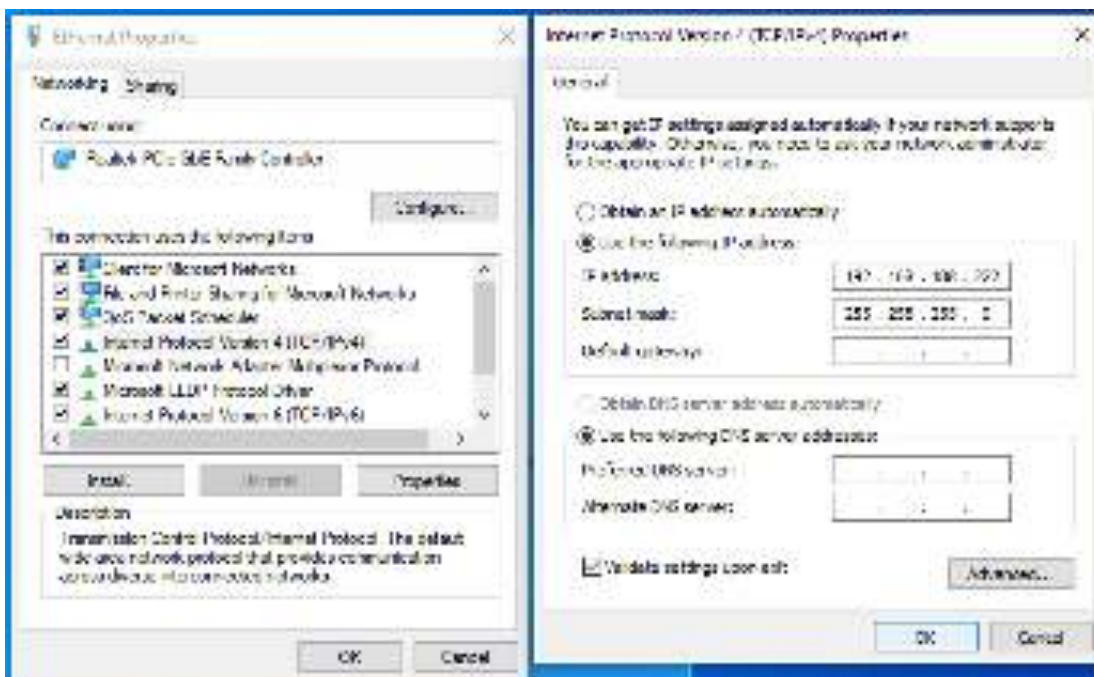 Ethernet Properties
Networking
Sharing
Connect using:
Realtek PCIe GbE Family Controller
Configure...
This connection uses the following items:
Client for Microsoft Networks
File and Printer Sharing for Microsoft Networks
QoS Packet Scheduler
Internet Protocol Version 4 (TCP/IPv4)
Microsoft Network Adapter Multiplexor Protocol
Microsoft LLDP Protocol Driver
Internet Protocol Version 6 (TCP/IPv6)
Install...
Uninstall
Properties
Description
Transmission Control Protocol/Internet Protocol. The default
wide area network protocol that provides communication
across diverse interconnected networks.
OK
Cancel
Internet Protocol Version 4 (TCP/IPv4) Properties
General
You can get IP settings assigned automatically if your network supports
this capability. Otherwise, you need to ask your network administrator
for the appropriate IP settings.
Obtain an IP address automatically
Use the following IP address:
IP address:
Subnet mask:
255 . 255 . 255 .
Default gateway:
Obtain DNS server address automatically
Use the following DNS server addresses:
Preferred DNS server:
Alternate DNS server:
Validate settings upon exit
Advanced...
OK
Cancel